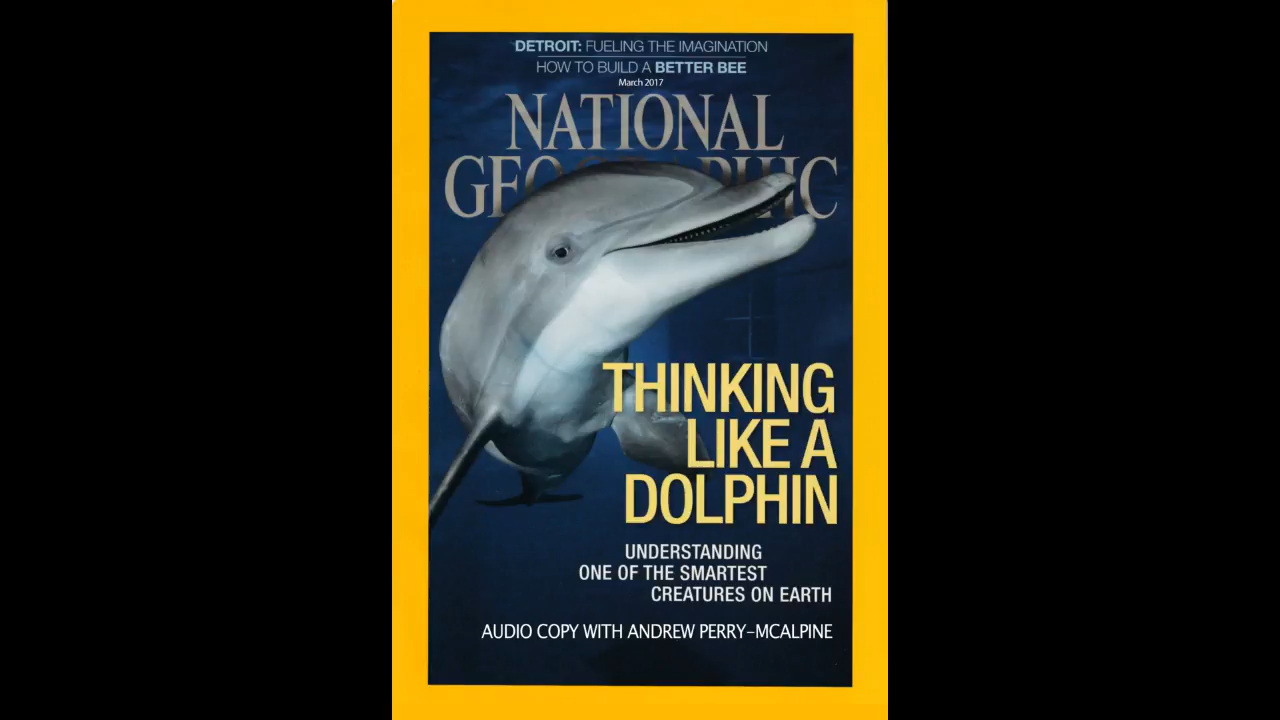 DETROIT: FUELING THE IMAGINATION
HOW TO BUILD A BETTER BEE
March 2017
NATIONAL
GEOGRAPHIC
THINKING
LIKE A
DOLPHIN
UNDERSTANDING
ONE OF THE SMARTEST
CREATURES ON EARTH
AUDIO COPY WITH ANDREW PERRY-MCALPINE